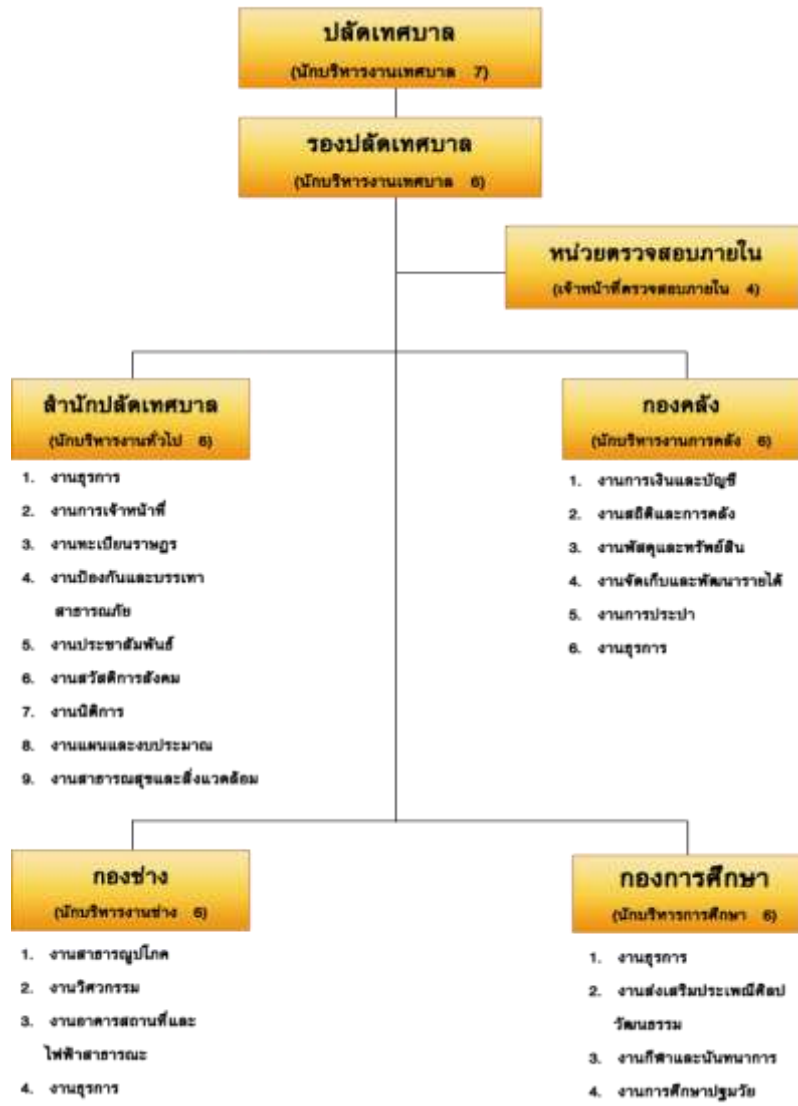 ปลัดเทศบาล
(นักบริหารงานเทศบาล 7)
รองปลัดเทศบาล
(นักบริหารงานเทศบาล 6)
หน่วยตรวจสอบภายใน
(เจ้าหน้าที่ตรวจสอบภายใน 4)
สำนักปลัดเทศบาล
(นักบริหารงานทั่วไป 6)
1. งานธุรการ
2. งานการเจ้าหน้าที่
3. งานทะเบียนราษฎร
4. งานป้องกันและบรรเทา
สาธารณภัย
5. งานประชาสัมพันธ์
6. งานสวัสดิการสังคม
7. งานนิติการ
8. งานแผนและงบประมาณ
9. งานสาธารณสุขและสิ่งแวดล้อม
กองคลัง
(นักบริหารงานการคลัง 6)
1. งานการเงินและบัญชี
2. งานสถิติและการคลัง
3. งานพัสดุและทรัพย์สิน
4. งานจัดเก็บและพัฒนารายได้
5. งานการประปา
6. งานธุรการ
กองช่าง
(นักบริหารงานช่าง 6)
1. งานสาธารณูปโภค
2. งานวิศวกรรม
3. งานอาคารสถานที่และ
ไฟฟ้าสาธารณะ
4. งานธุรการ
กองการศึกษา
(นักบริหารการศึกษา 6)
1. งานธุรการ
2. งานส่งเสริมประเพณีศิลป
วัฒนธรรม
3. งานกีฬาและนันทนาการ
4. งานการศึกษาปฐมวัย